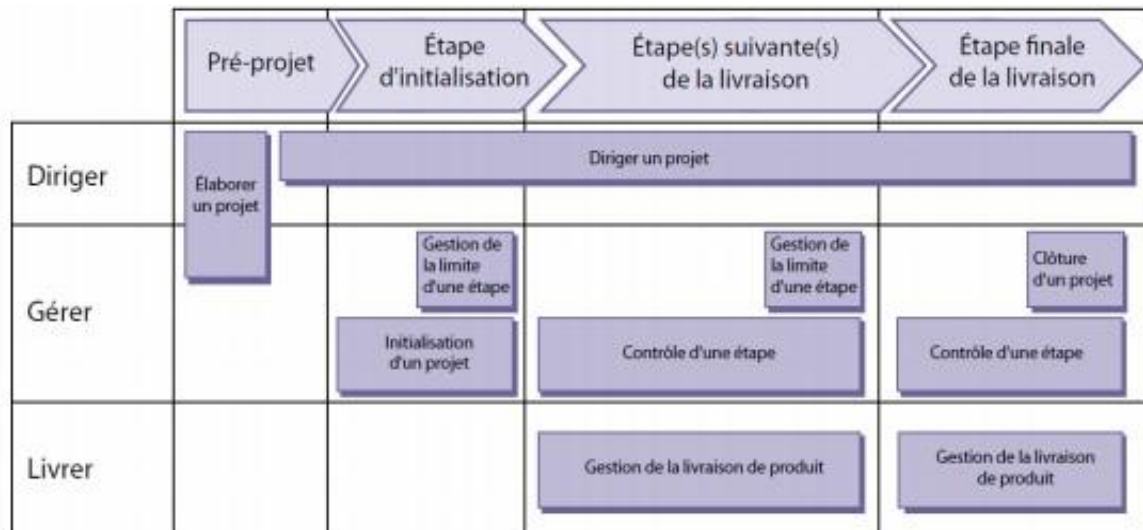 Pré-projet
Étape
d'initialisation
Étape(s) suivante(s)
de la livraison
Étape finale
de la livraison
Diriger
Élaborer
un projet
Diriger un projet
Gérer
Gestion de
la limite
d'une étape
Gestion de
la limite
d'une étape
Clôture
d'un projet
Initialisation
d'un projet
Contrôle d'une étape
Contrôle d'une étape
Livrer
Gestion de la livraison de produit
Gestion de la livraison
de produit